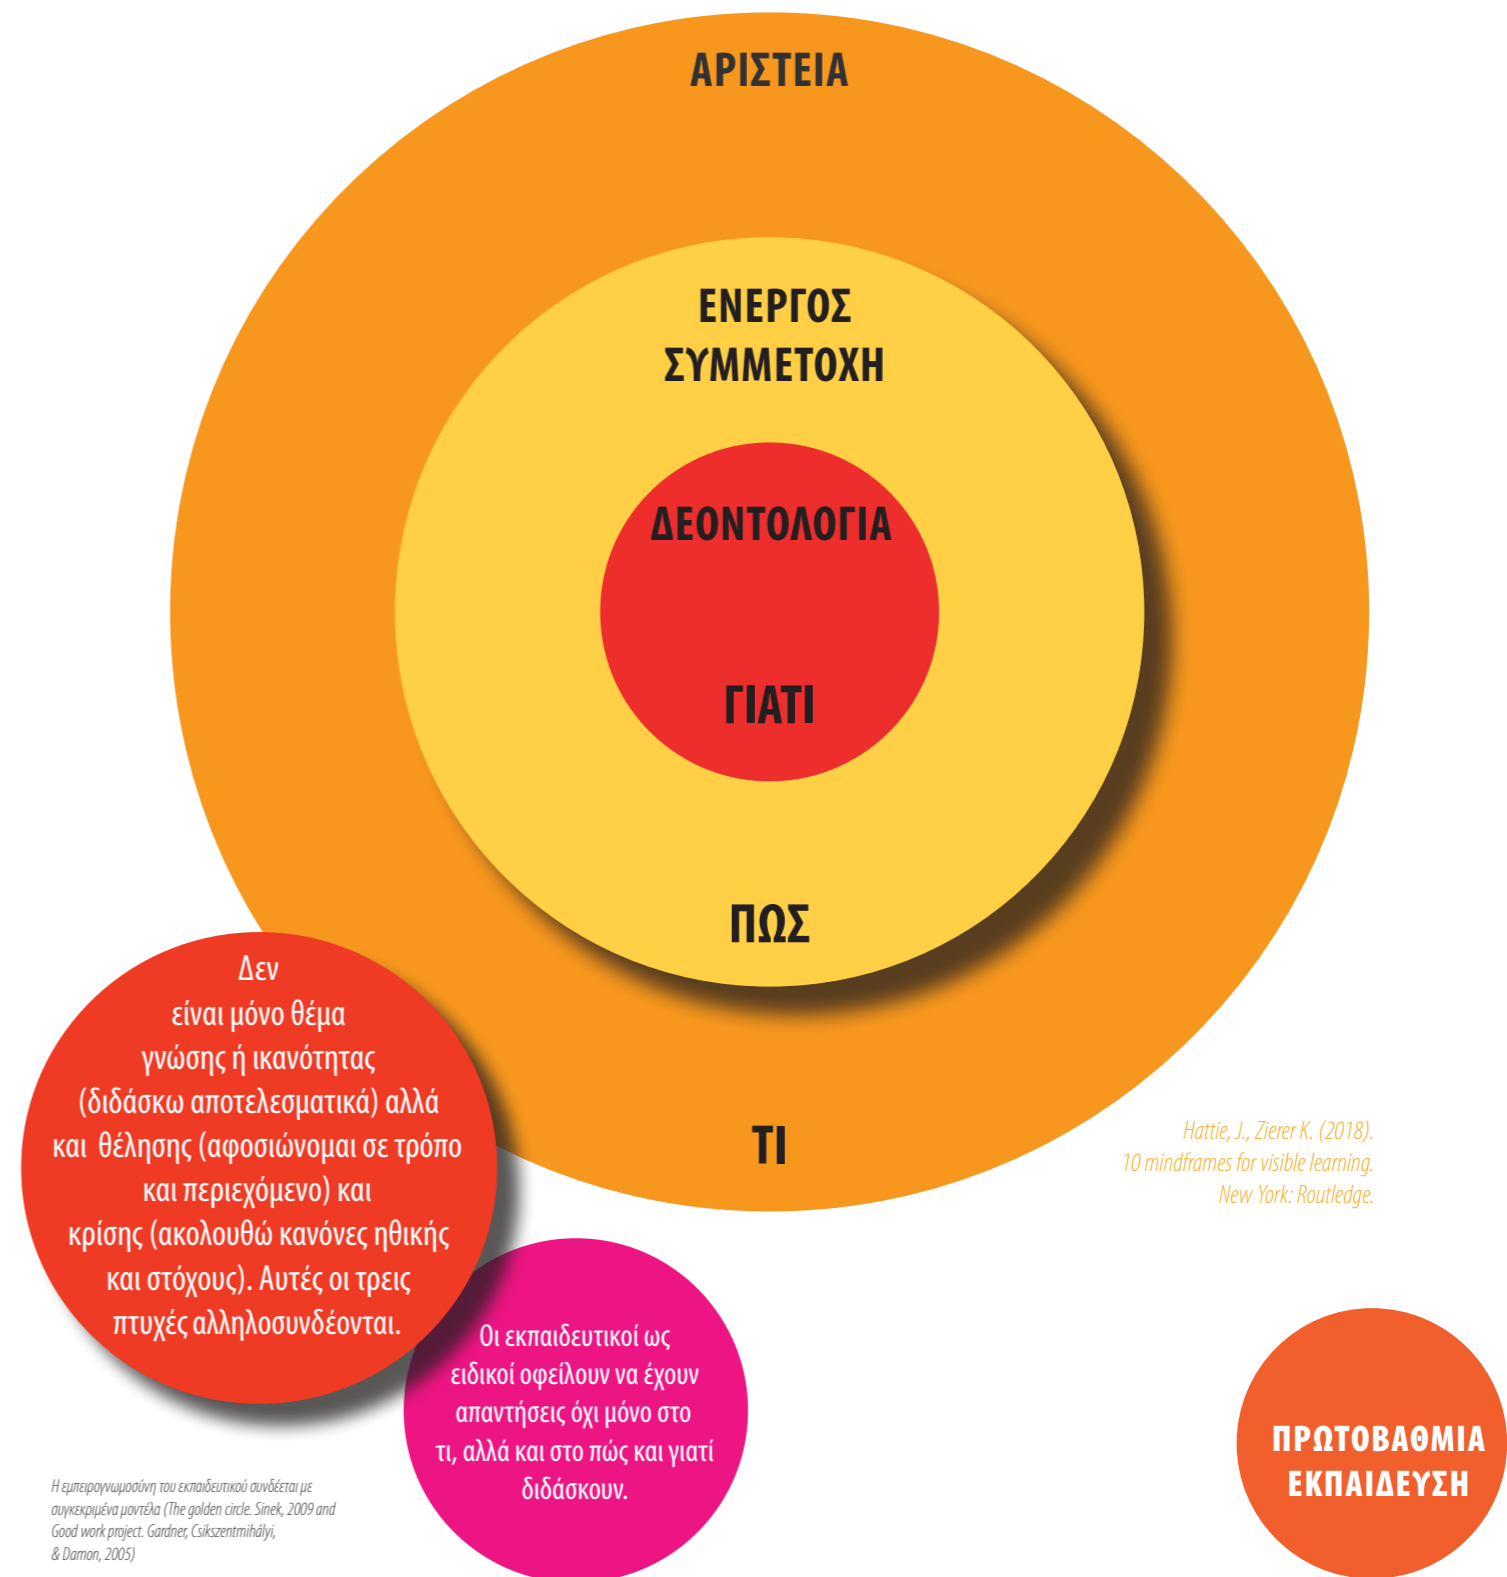 ΑΡΙΣΤΕΙΑ
ΕΝΕΡΓΟΣ
ΣΥΜΜΕΤΟΧΗ
ΔΕΟΝΤΟΛΟΓΙΑ
ΓΙΑΤΙ
ΠΩΣ
ΤΙ
Δεν
είναι μόνο θέμα
γνώσης ή ικανότητας
(διδάσκω αποτελεσματικά) αλλά
και θέλησης (αφοσιώνομαι σε τρόπο
και περιεχόμενο) και
κρίσης (ακολουθώ κανόνες ηθικής
και στόχους). Αυτές οι τρεις
πτυχές αλληλοσυνδέονται.
Hattie, J., Zierer K. (2018).
10 mindframes for visible learning.
New York: Routledge.
Οι εκπαιδευτικοί ως
ειδικοί οφείλουν να έχουν
απαντήσεις όχι μόνο στο
τι, αλλά και στο πώς και γιατί
διδάσκουν.
Η εμπειρογνωμοσύνη του εκπαιδευτικού συνδέεται με
συγκεκριμένα μοντέλα (The golden circle. Sinek, 2009 and
Good work project. Gardner, Csikszentmihályi,
& Damon, 2005)
ΠΡΩΤΟΒΑΘΜΙΑ
ΕΚΠΑΙΔΕΥΣΗ